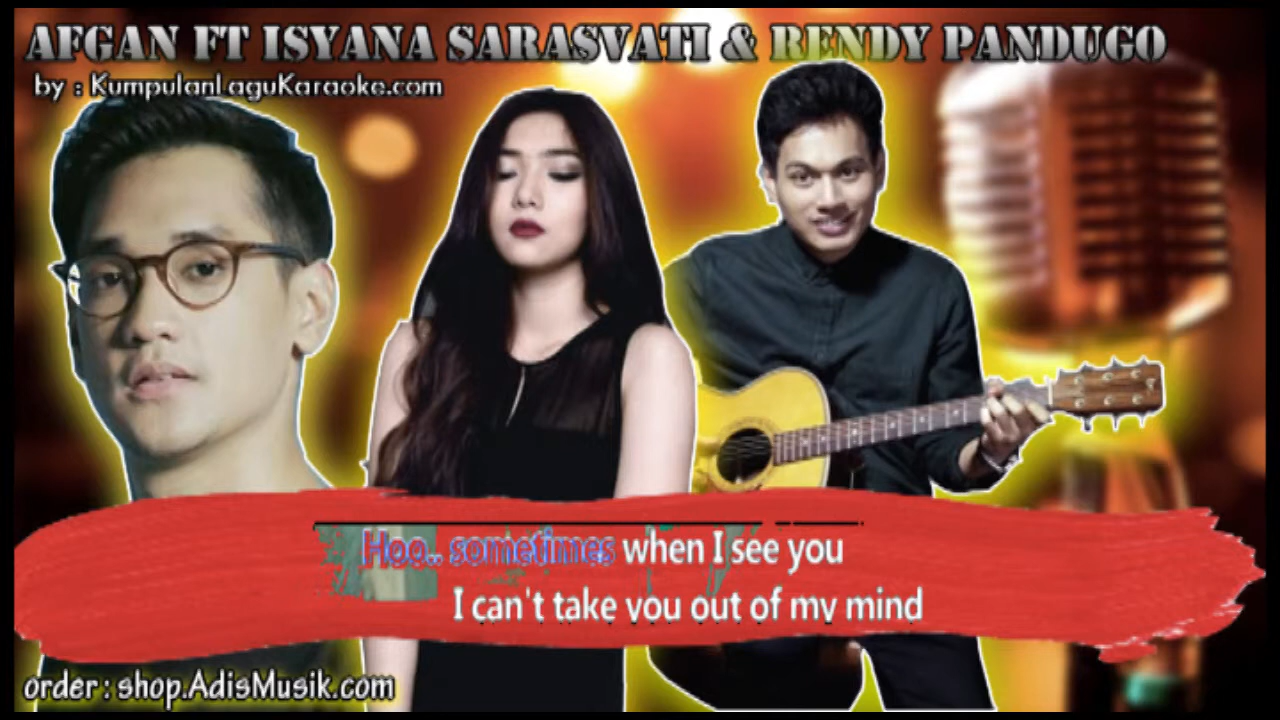 AFGAN FT ISYANA SARASVATI & RENDY PANDUGO
by : KumpulanLaguKaraoke.com
Hoo.. sometimes when I see you
I can't take you out of my mind
order : shop.AdisMusik.com